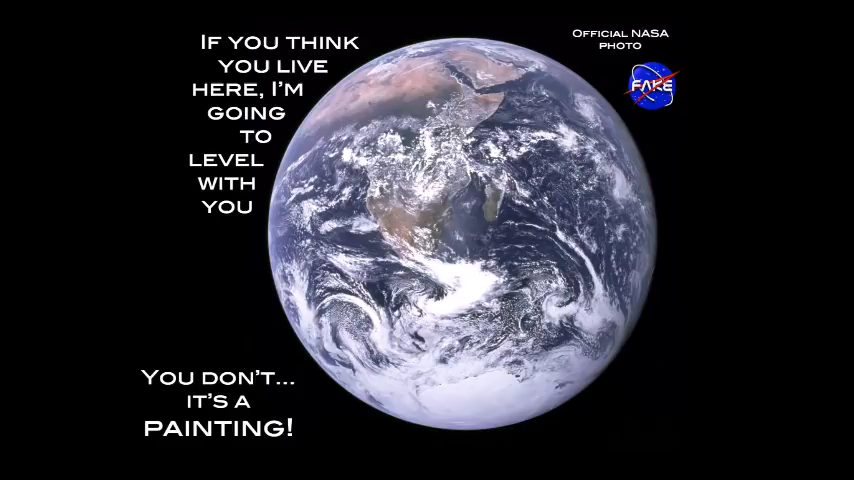 IF YOU THINK
YOU LIVE
HERE, I'M
GOING
TO
LEVEL
WITH
YOU
OFFICIAL NASA
PHOTO
FAKE
YOU DON'T...
IT'S A
PAINTING!